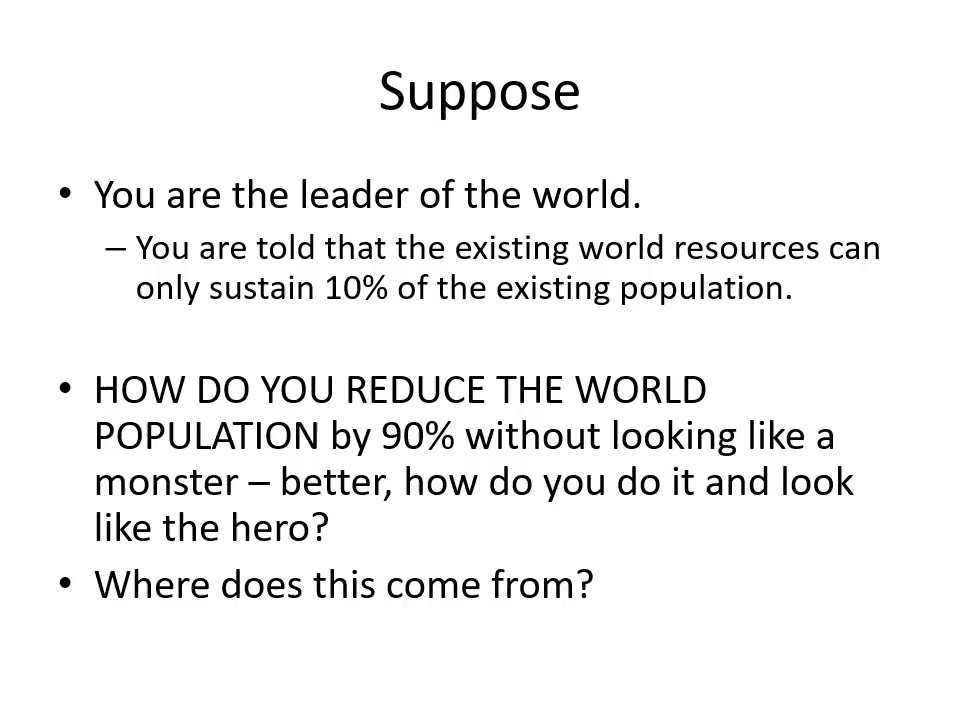 Suppose
• You are the leader of the world.
– You are told that the existing world resources can
only sustain 10% of the existing population.
• HOW DO YOU REDUCE THE WORLD
POPULATION by 90% without looking like a
monster – better, how do you do it and look
like the hero?
• Where does this come from?